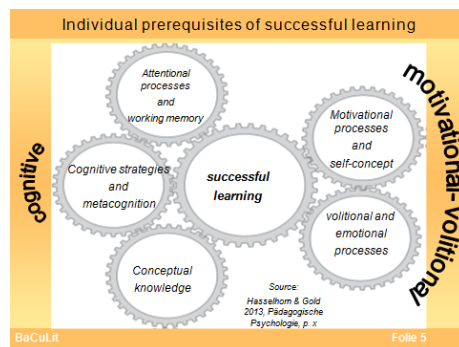 Individual prerequisites of successful learning
Attentional
processes
and
working memory
Cognitive strategies
and
metacognition
Conceptual
knowledge
successful
learning
Motivational
processes
and
self-concept
volitional and
emotional
processes
cognitive
motivational- volitional
Source:
Hasselhorn & Gold
2013, Pädagogische
Psychologie, p. x
BaCuLit
Folie 5